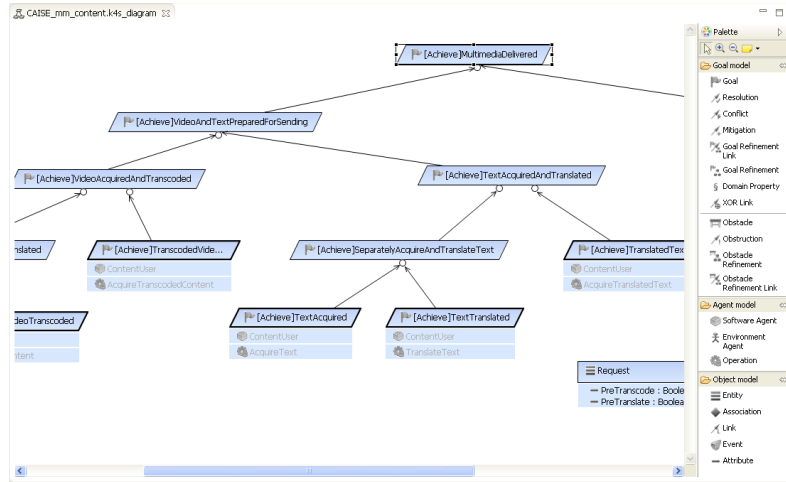 CAISE_mm_content.k4s_diagram
[Achieve]MultimediaDelivered
[Achieve]VideoAndTextPreparedForSending
[Achieve]VideoAcquiredAndTranscoded
[Achieve]TextAcquiredAndTranslated
nslated
[Achieve]TranscodedVide...
ContentUser
AcquireTranscodedContent
[Achieve]SeparatelyAcquireAndTranslateText
[Achieve]TranslatedTex
ContentUser
AcquireTranslatedText
deoTranscoded
ntent
[Achieve]TextAcquired
ContentUser
AcquireText
[Achieve]TextTranslated
ContentUser
TranslateText
Request
PreTranscode : Boole
PreTranslate : Boolea
Palette
Goal model
Goal
Resolution
Conflict
Mitigation
Goal Refinement
Link
Goal Refinement
Domain Property
XOR Link
Obstacle
Obstruction
Obstacle
Refinement
Obstacle
Refinement Link
Agent model
Software Agent
Environment
Agent
Operation
Object model
Entity
Association
Link
Event
Attribute